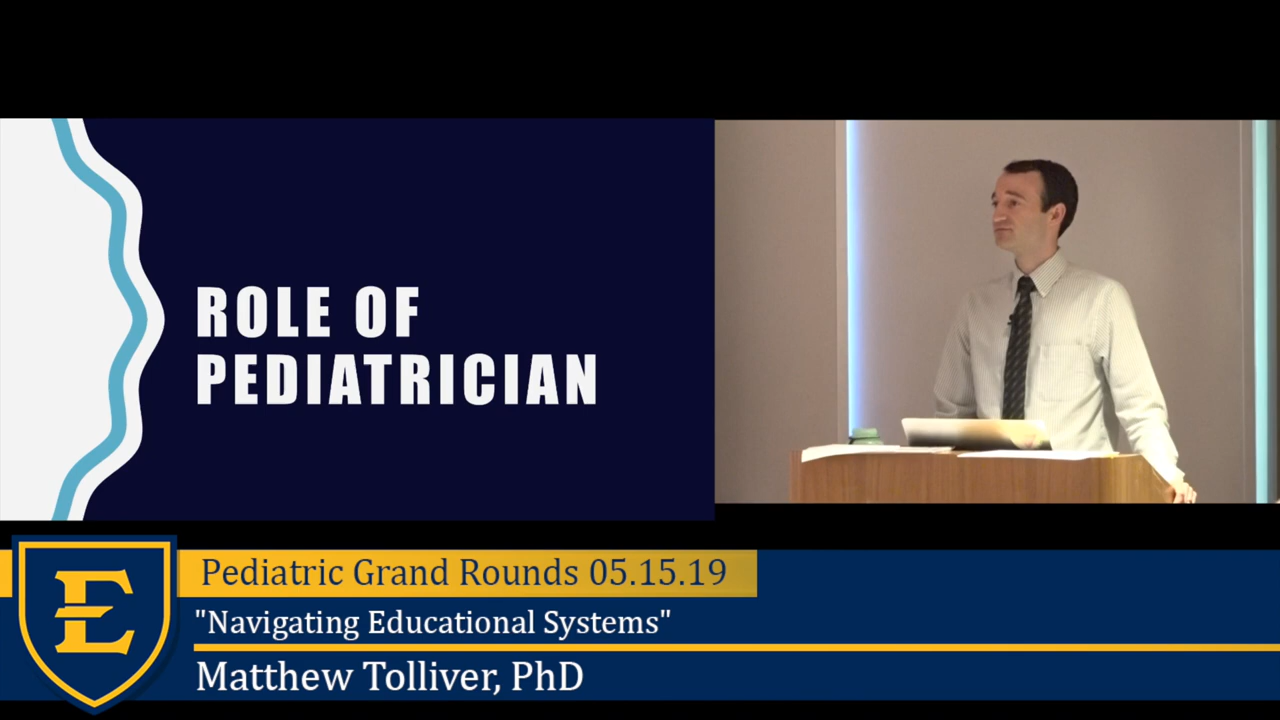 ROLE OF
PEDIATRICIAN
E
Pediatric Grand Rounds 05.15.19
"Navigating Educational Systems"
Matthew Tolliver, PhD